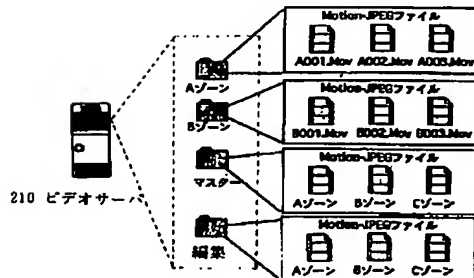 Motion-JPEGファイル
A001.Mov A002.Mov A003.Mov
Aゾーン
Motion-JPEGファイル
B001.Mov B002.Mov B003.Mov
Bゾーン
Motion-JPEGファイル
Aゾーン Bゾーン Cゾーン
マスター
210 ビデオサーバ
Motion-JPEGファイル
Aゾーン Bゾーン Cゾーン
編集